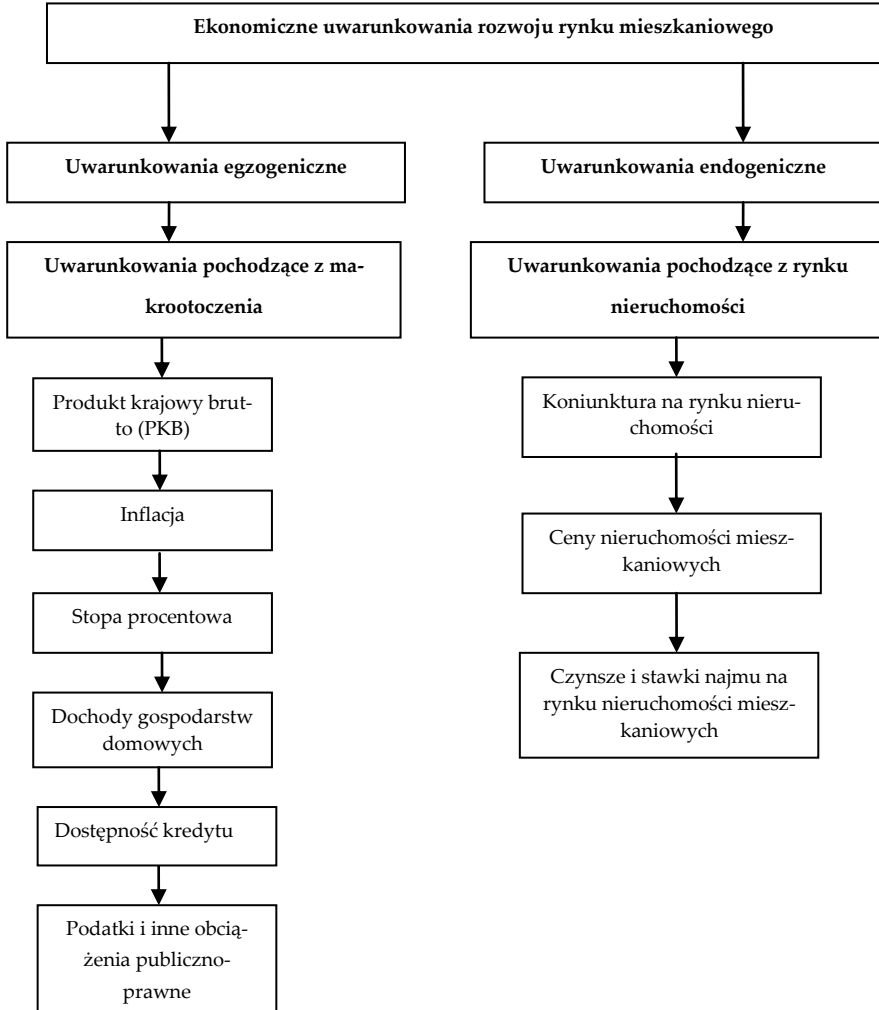 Ekonomiczne uwarunkowania rozwoju rynku mieszkaniowego
Uwarunkowania egzogeniczne
Uwarunkowania pochodzące z ma-
krootoczenia
Produkt krajowy brut-
to (PKB)
Inflacja
Stopa procentowa
Dochody gospodarstw
domowych
Dostępność kredytu
Podatki i inne obcią-
żenia publiczno-
prawne
Uwarunkowania endogeniczne
Uwarunkowania pochodzące z rynku
nieruchomości
Koniunktura na rynku nieru-
chomości
Ceny nieruchomości miesz-
kaniowych
Czynsze i stawki najmu na
rynku nieruchomości miesz-
kaniowych